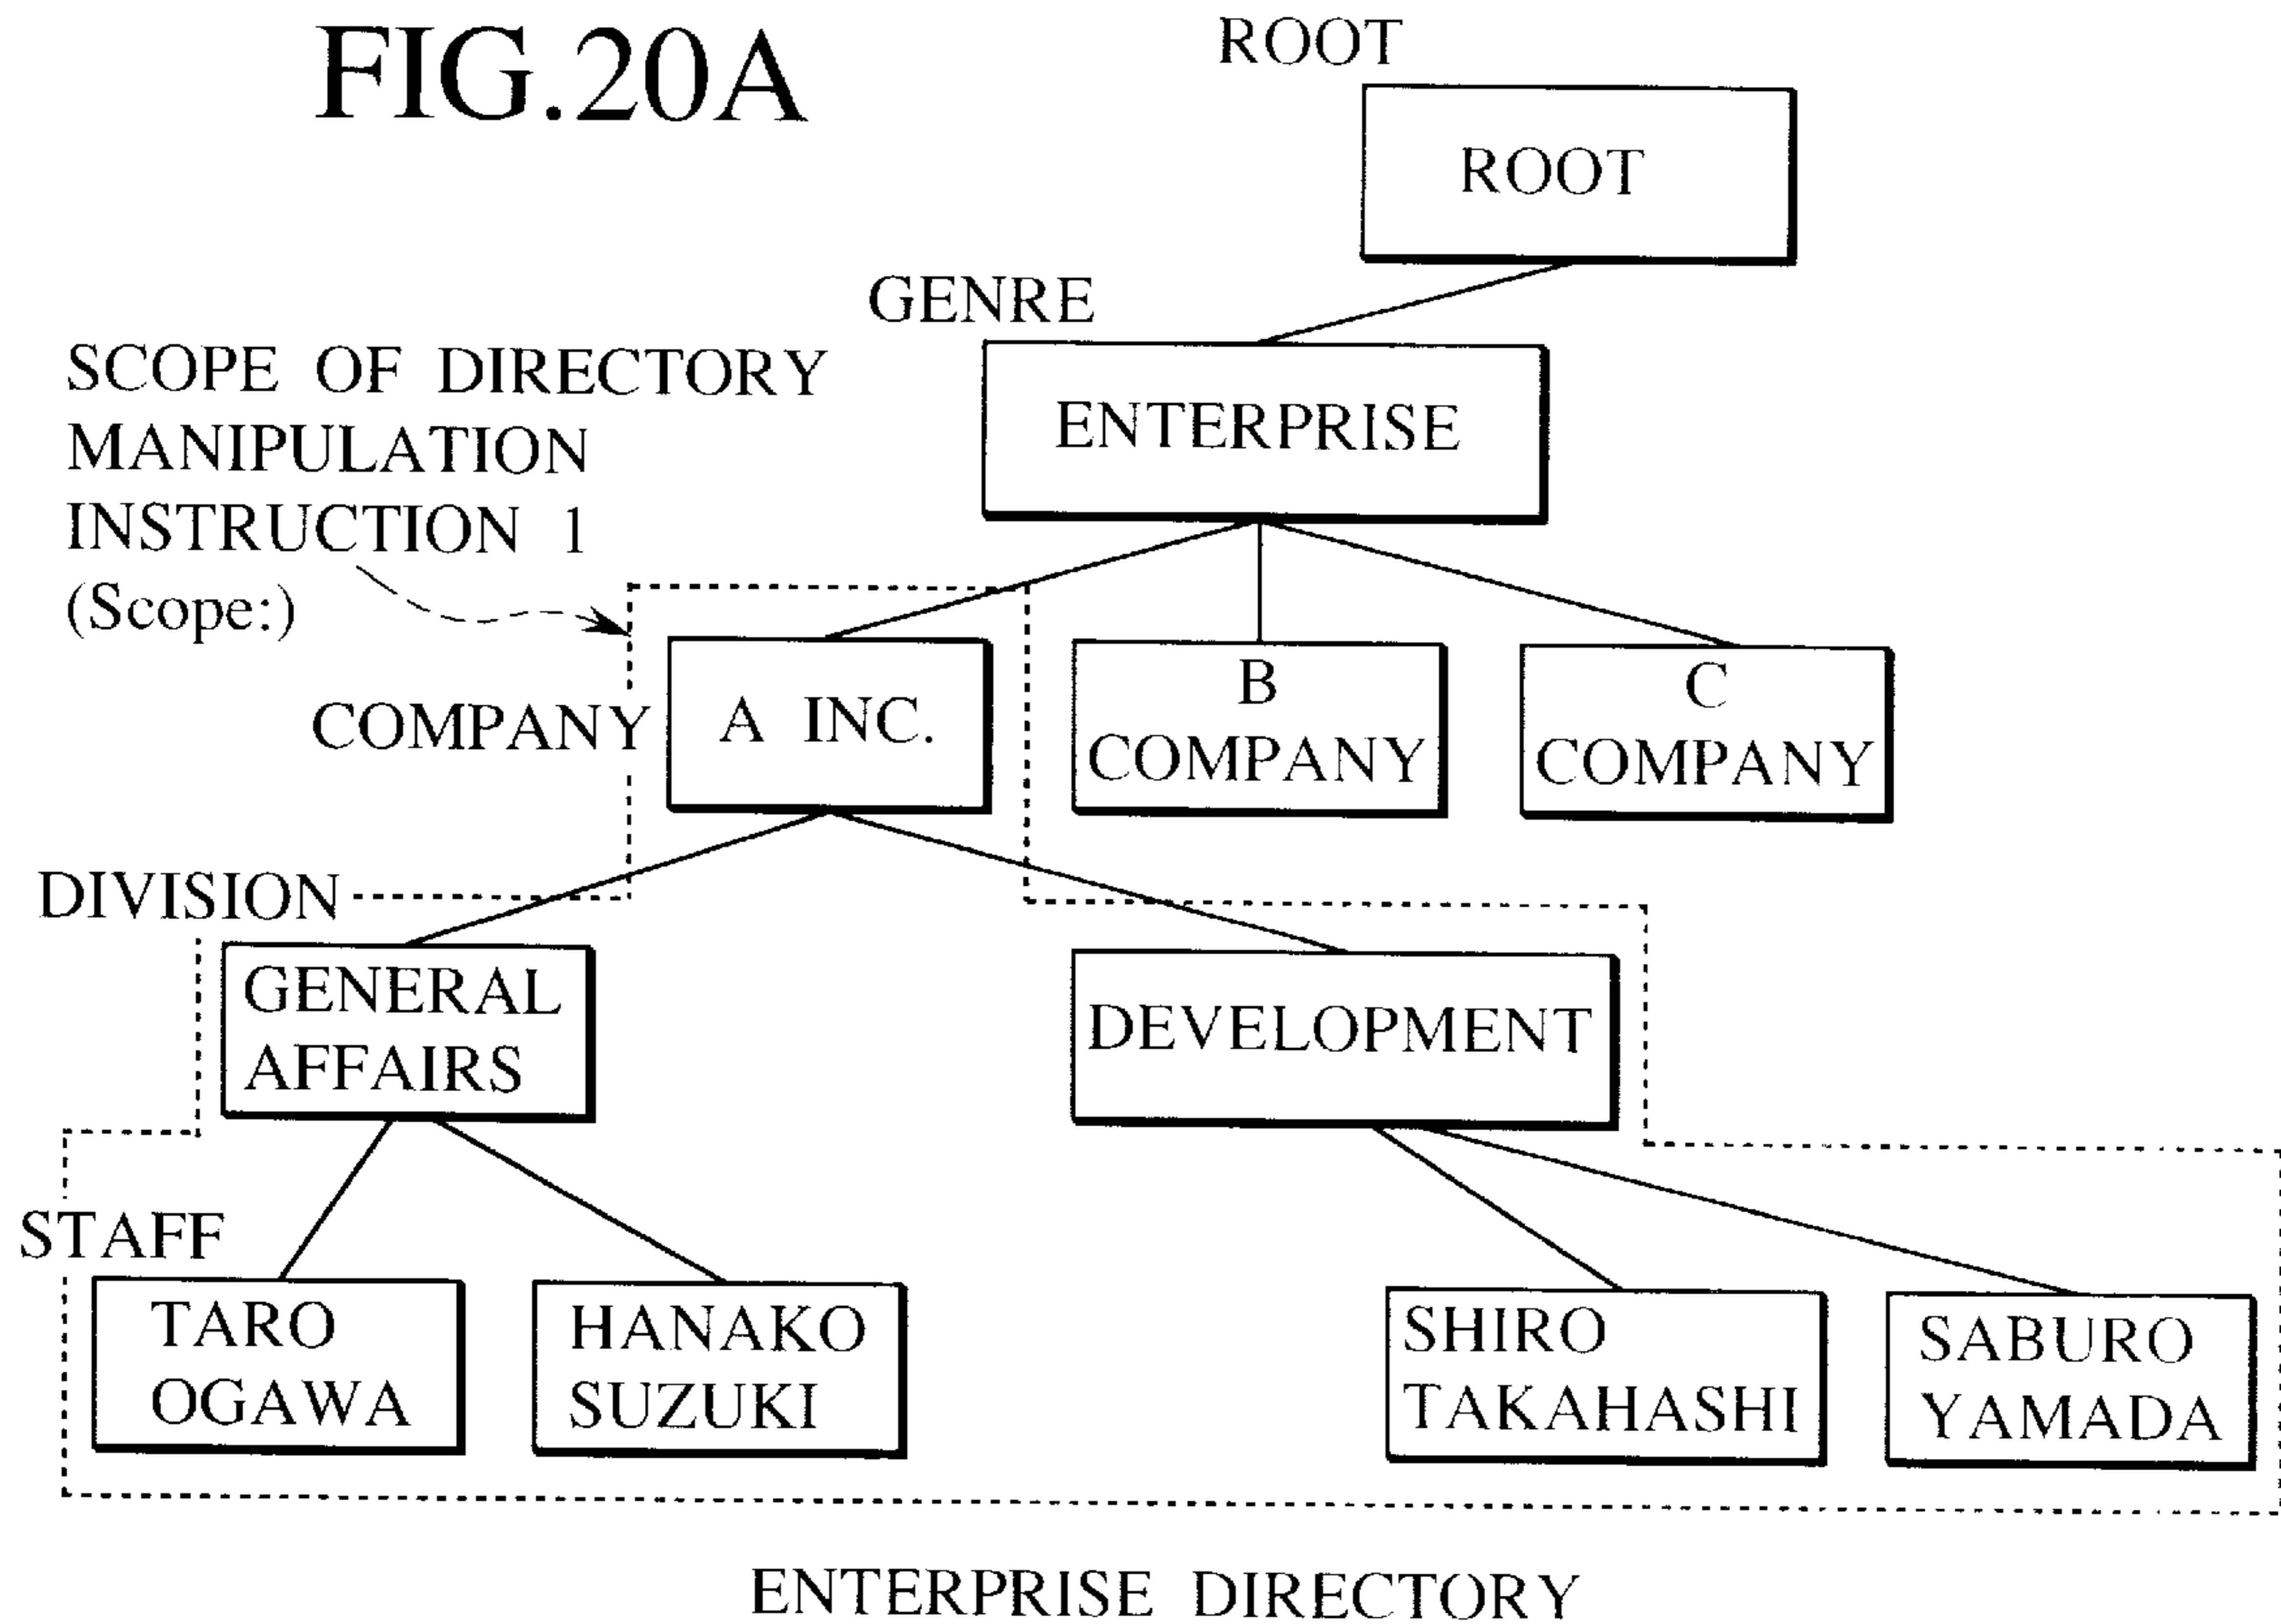 FIG.20A
ROOT
ROOT
GENRE
ENTERPRISE
SCOPE OF DIRECTORY
MANIPULATION
INSTRUCTION 1
(Scope:)
COMPANY
A INC.
B
COMPANY
C
COMPANY
DIVISION
GENERAL
AFFAIRS
DEVELOPMENT
STAFF
TARO
OGAWA
HANAKO
SUZUKI
SHIRO
TAKAHASHI
SABURO
YAMADA
ENTERPRISE DIRECTORY